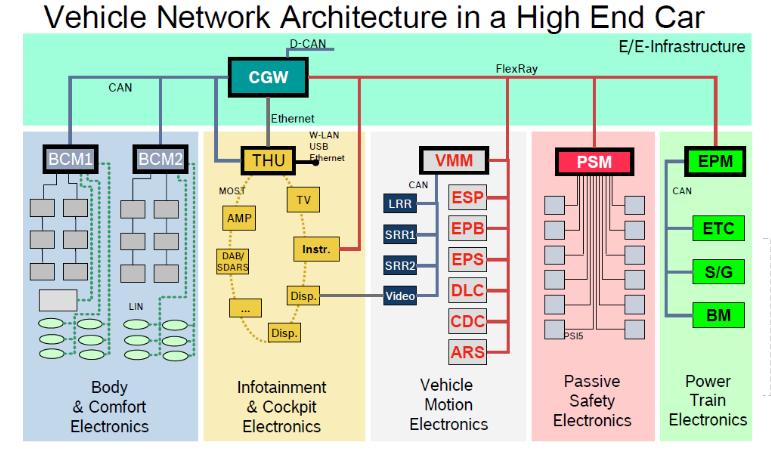 Vehicle Network Architecture in a High End Car
D-CAN
E/E-Infrastructure
CGW
FlexRay
CAN
Ethernet
W-LAN
USB
Ethernet
BCM1
BCM2
THU
VMM
PSM
EPM
CAN
CAN
MOST
TV
LRR
ESP
AMP
SRR1
EPB
ETC
Instr.
DAB/
SDARS
SRR2
EPS
S/G
Disp.
Video
DLC
LIN
...
BM
Disp.
CDC
PSI5
ARS
Body
& Comfort
Electronics
Infotainment
& Cockpit
Electronics
Vehicle
Motion
Electronics
Passive
Safety
Electronics
Power
Train
Electronics